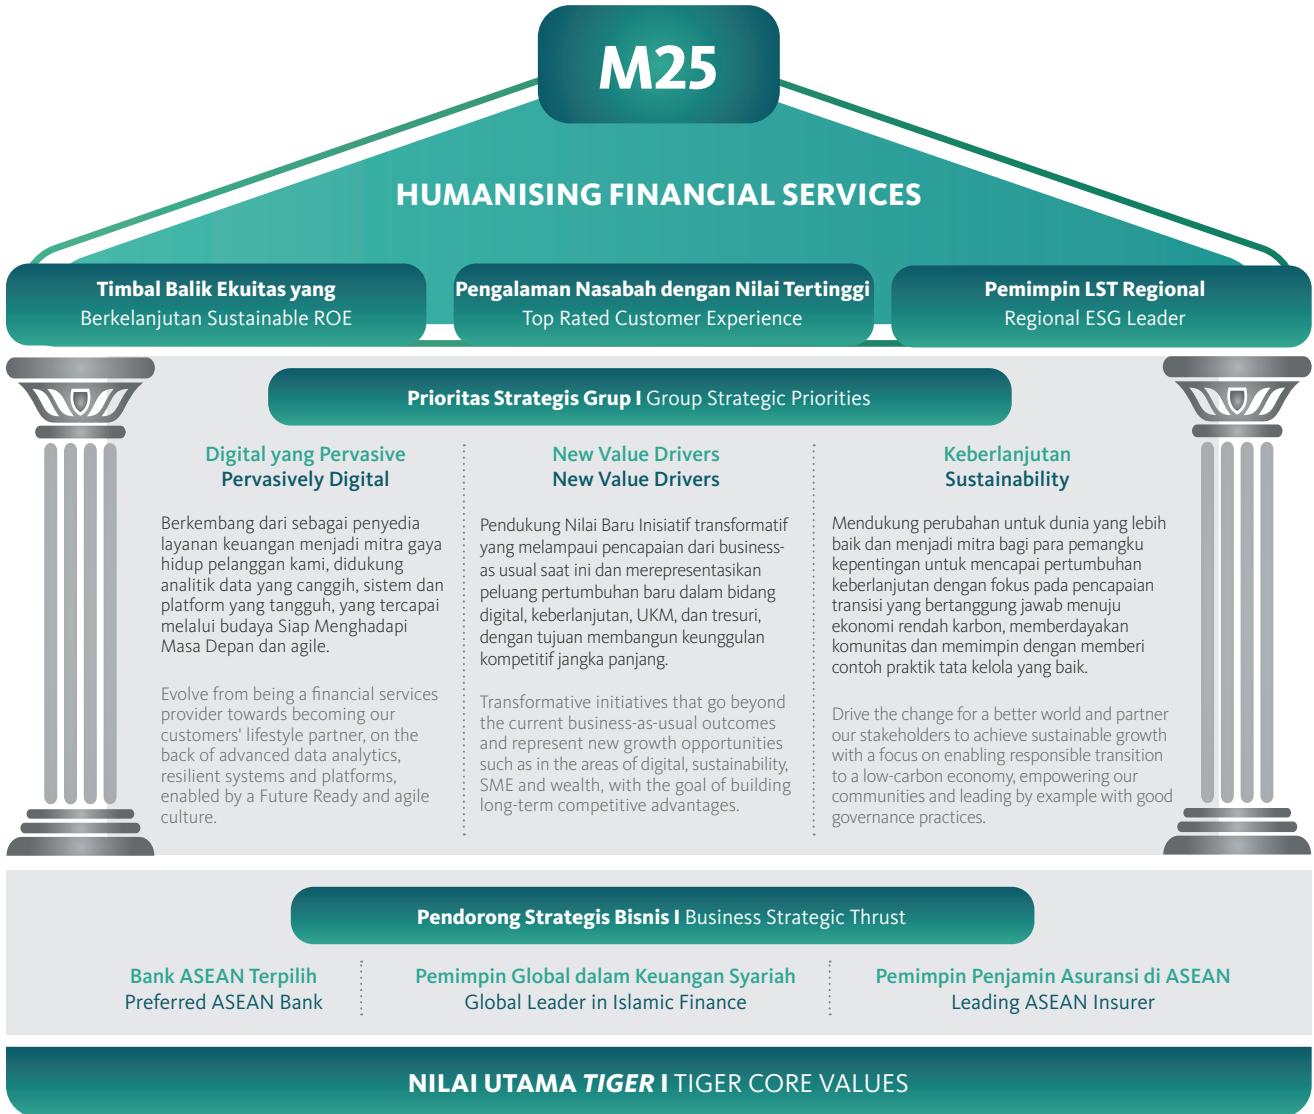 M25
HUMANISING FINANCIAL SERVICES
Timbal Balik Ekuitas yang
Berkelanjutan Sustainable ROE
Pengalaman Nasabah dengan Nilai Tertinggi
Top Rated Customer Experience
Pemimpin LST Regional
Regional ESG Leader
Prioritas Strategis Grup I Group Strategic Priorities
Digital yang Pervasive
Pervasively Digital
Berkembang dari sebagai penyedia
layanan keuangan menjadi mitra gaya
hidup pelanggan kami, didukung
analitik data yang canggih, sistem dan
platform yang tangguh, yang tercapai
melalui budaya Siap Menghadapi
Masa Depan dan agile.
Evolve from being a financial services
provider towards becoming our
customers' lifestyle partner, on the
back of advanced data analytics,
resilient systems and platforms,
enabled by a Future Ready and agile
culture.
New Value Drivers
New Value Drivers
Pendukung Nilai Baru Inisiatif transformatif
yang melampaui pencapaian dari business-
as usual saat ini dan merepresentasikan
peluang pertumbuhan baru dalam bidang
digital, keberlanjutan, UKM, dan tresuri,
dengan tujuan membangun keunggulan
kompetitif jangka panjang.
Transformative initiatives that go beyond
the current business-as-usual outcomes
and represent new growth opportunities
such as in the areas of digital, sustainability,
SME and wealth, with the goal of building
long-term competitive advantages.
Keberlanjutan
Sustainability
Mendukung perubahan untuk dunia yang lebih
baik dan menjadi mitra bagi para pemangku
kepentingan untuk mencapai pertumbuhan
keberlanjutan dengan fokus pada pencapaian
transisi yang bertanggung jawab menuju
ekonomi rendah karbon, memberdayakan
komunitas dan memimpin dengan memberi
contoh praktik tata kelola yang baik.
Drive the change for a better world and partner
our stakeholders to achieve sustainable growth
with a focus on enabling responsible transition
to a low-carbon economy, empowering our
communities and leading by example with good
governance practices.
Pendorong Strategis Bisnis I Business Strategic Thrust
Bank ASEAN Terpilih
Preferred ASEAN Bank
Pemimpin Global dalam Keuangan Syariah
Global Leader in Islamic Finance
Pemimpin Penjamin Asuransi di ASEAN
Leading ASEAN Insurer
NILAI UTAMA TIGER I TIGER CORE VALUES